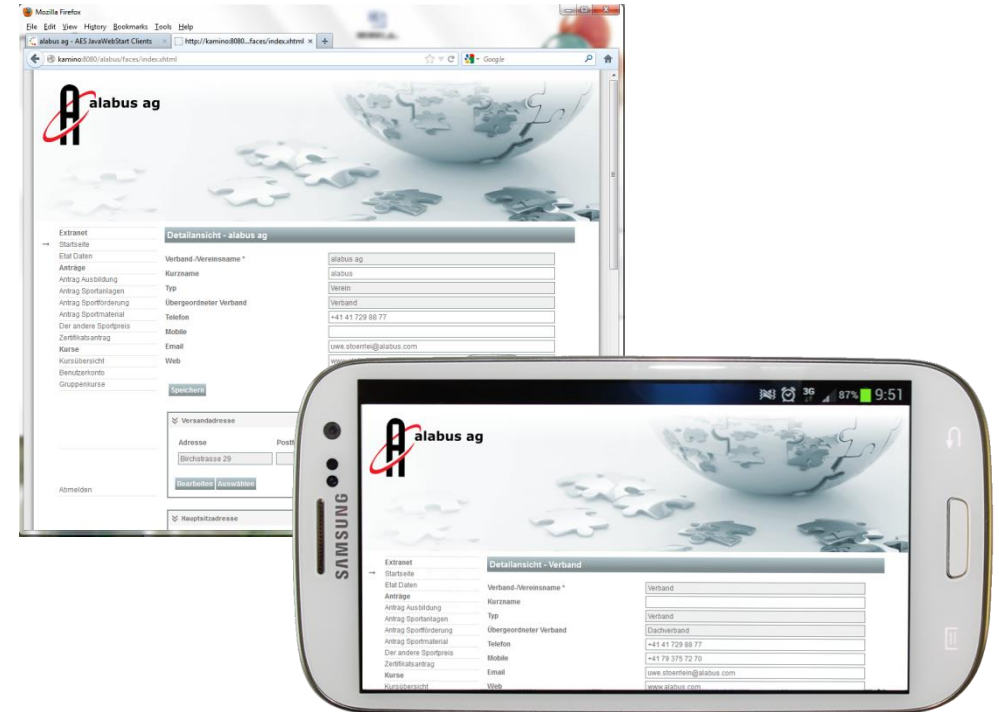 Mozilla Firefox
File Edit View History Bookmarks Tools Help
alabus ag - AES JavaWebStart Clients × http://kamino:8080...faces/index.xhtml × +
kamino:8080/alabus/faces/index.xhtml Google
alabus ag
Extranet
Startseite
Etat Daten
Anträge
Antrag Ausbildung
Antrag Sportanlagen
Antrag Sportförderung
Antrag Sportmaterial
Der andere Sportpreis
Zertifikatsantrag
Kurse
Kursübersicht
Benutzerkonto
Gruppenkurse
Abmelden
Detailansicht - alabus ag
Verband-/Vereinsname * alabus ag
Kurzname alabus
Typ Verein
Übergeordneter Verband Verband
Telefon +41 41 729 88 77
Mobile
Email uwe.stoerrlei@alabus.com
Web
Speichern
Versandadresse
Adresse
Birchstrasse 29
Bearbeiten Auswählen
Hauptsitzadresse
SAMSUNG
3G 87% 9:51
alabus ag
Extranet
Startseite
Etat Daten
Anträge
Antrag Ausbildung
Antrag Sportanlagen
Antrag Sportförderung
Antrag Sportmaterial
Der andere Sportpreis
Zertifikatsantrag
Kurse
Kursübersicht
Detailansicht - Verband
Verband-/Vereinsname * Verband
Kurzname
Typ Verband
Übergeordneter Verband Dachverband
Telefon +41 41 729 88 77
Mobile +41 79 375 72 70
Email uwe.stoerrlein@alabus.com
Web www.alabus.com